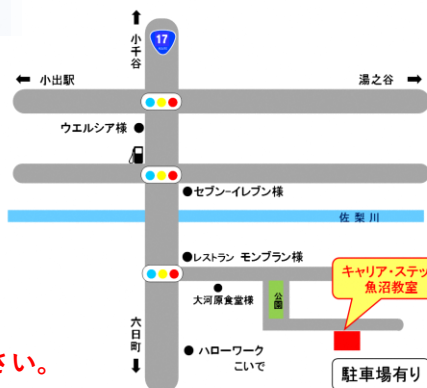 小千谷
17
小出駅
湯之谷
ウエルシア様
セブン-イレブン様
佐梨川
レストラン モンブラン様
キャリア・ステップ
魚沼教室
大河原食堂様
公園
六日町
さい。
ハローワーク
こいで
駐車場有り